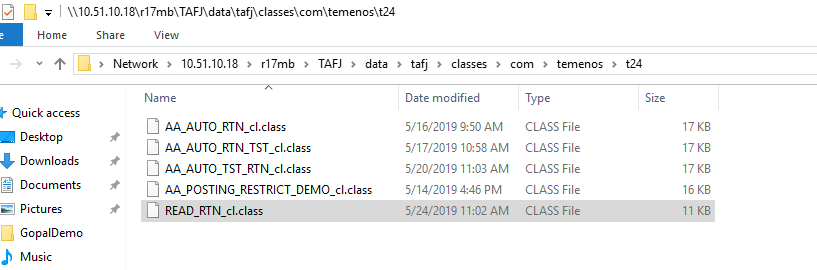 \\10.51.10.18\r17mb\TAFJ\data\tafj\classes\com\temenos\t24
Home Share View
Network > 10.51.10.18 > r17mb > TAFJ > data > tafj > classes > com > temenos > t24
Name Date modified Type Size
Quick access
Desktop
Downloads
Documents
Pictures
GopalDemo
Music
AA_AUTO_RTN_cl.class 5/16/2019 9:50 AM CLASS File 17 KB
AA_AUTO_RTN_TST_cl.class 5/17/2019 10:58 AM CLASS File 17 KB
AA_AUTO_TST_RTN_cl.class 5/20/2019 11:03 AM CLASS File 17 KB
AA_POSTING_RESTRICT_DEMO_cl.class 5/14/2019 4:46 PM CLASS File 16 KB
READ_RTN_cl.class 5/24/2019 11:02 AM CLASS File 11 KB